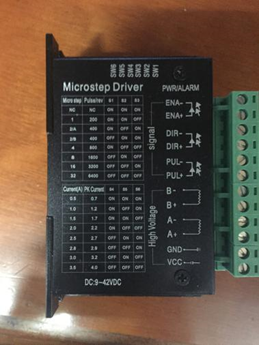 SW6 SW5 SW4 SW3 SW2 SW1
Microstep Driver PWR/ALARM
Micro step Pulse/rev S1 S2 S3
NC NC ON ON ON
1 200 ON ON OFF
2/A 400 ON OFF ON
2/B 400 OFF ON ON
4 800 ON OFF OFF
8 1600 OFF ON OFF
16 3200 OFF OFF ON
32 6400 OFF OFF OFF
Current(A) PK Current S4 S5 S6
0.5 0.7 ON ON ON
1.0 1.2 ON OFF ON
1.5 1.7 ON ON OFF
2.0 2.2 ON OFF OFF
2.5 2.7 OFF ON ON
2.8 2.9 OFF OFF ON
3.0 3.2 OFF ON OFF
3.5 4.0 OFF OFF OFF
DC:9~42VDC
signal
ENA-
ENA+
DIR-
DIR+
PUL-
PUL+
High Voltage
B-
B+
A-
A+
GND
VCC